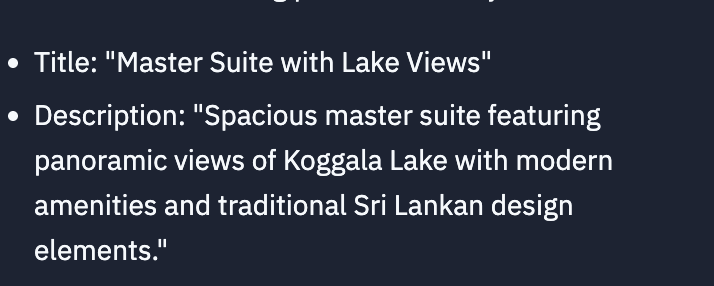 • Title: "Master Suite with Lake Views"
• Description: "Spacious master suite featuring
panoramic views of Koggala Lake with modern
amenities and traditional Sri Lankan design
elements."